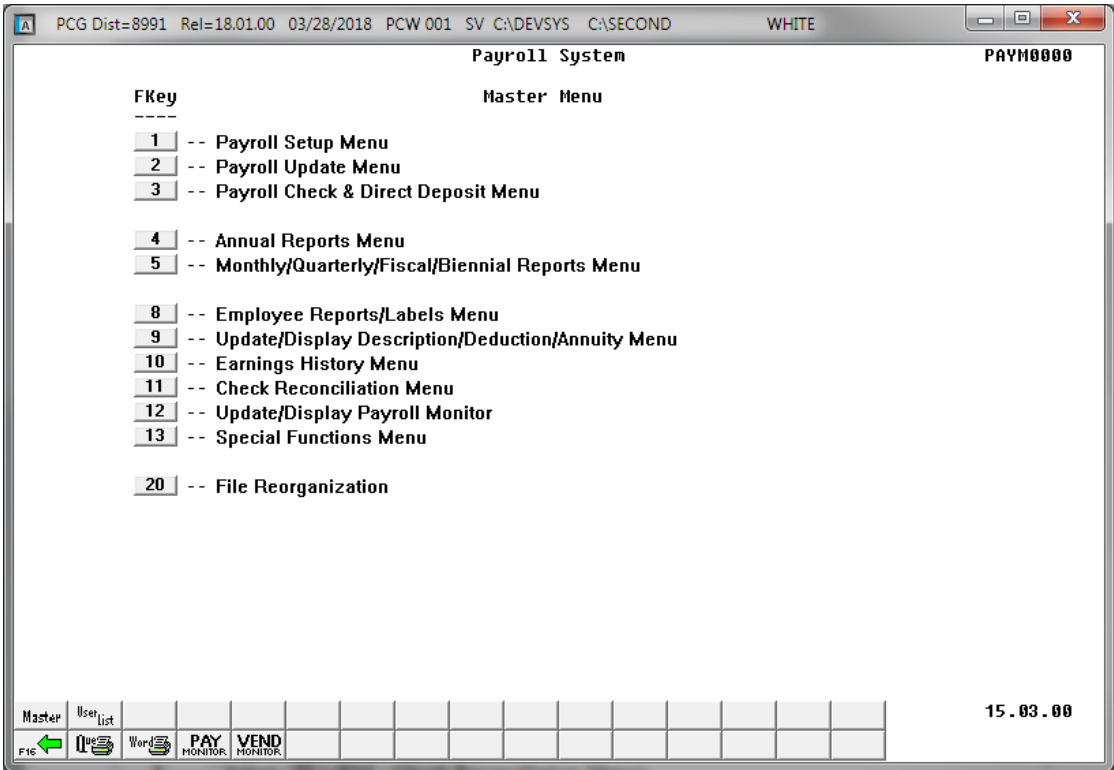 A PCG Dist=8991 Rel=18.01.00 03/28/2018 PCW 001 SV C:\DEVSYS C:\SECOND WHITE
Payroll System PAYM0000
FKey Master Menu
----
1 -- Payroll Setup Menu
2 -- Payroll Update Menu
3 -- Payroll Check & Direct Deposit Menu
4 -- Annual Reports Menu
5 -- Monthly/Quarterly/Fiscal/Biennial Reports Menu
8 -- Employee Reports/Labels Menu
9 -- Update/Display Description/Deduction/Annuity Menu
10 -- Earnings History Menu
11 -- Check Reconciliation Menu
12 -- Update/Display Payroll Monitor
13 -- Special Functions Menu
20 -- File Reorganization
Master User List 15.03.00
F16 Que Word PAY MONITOR VEND MONITOR